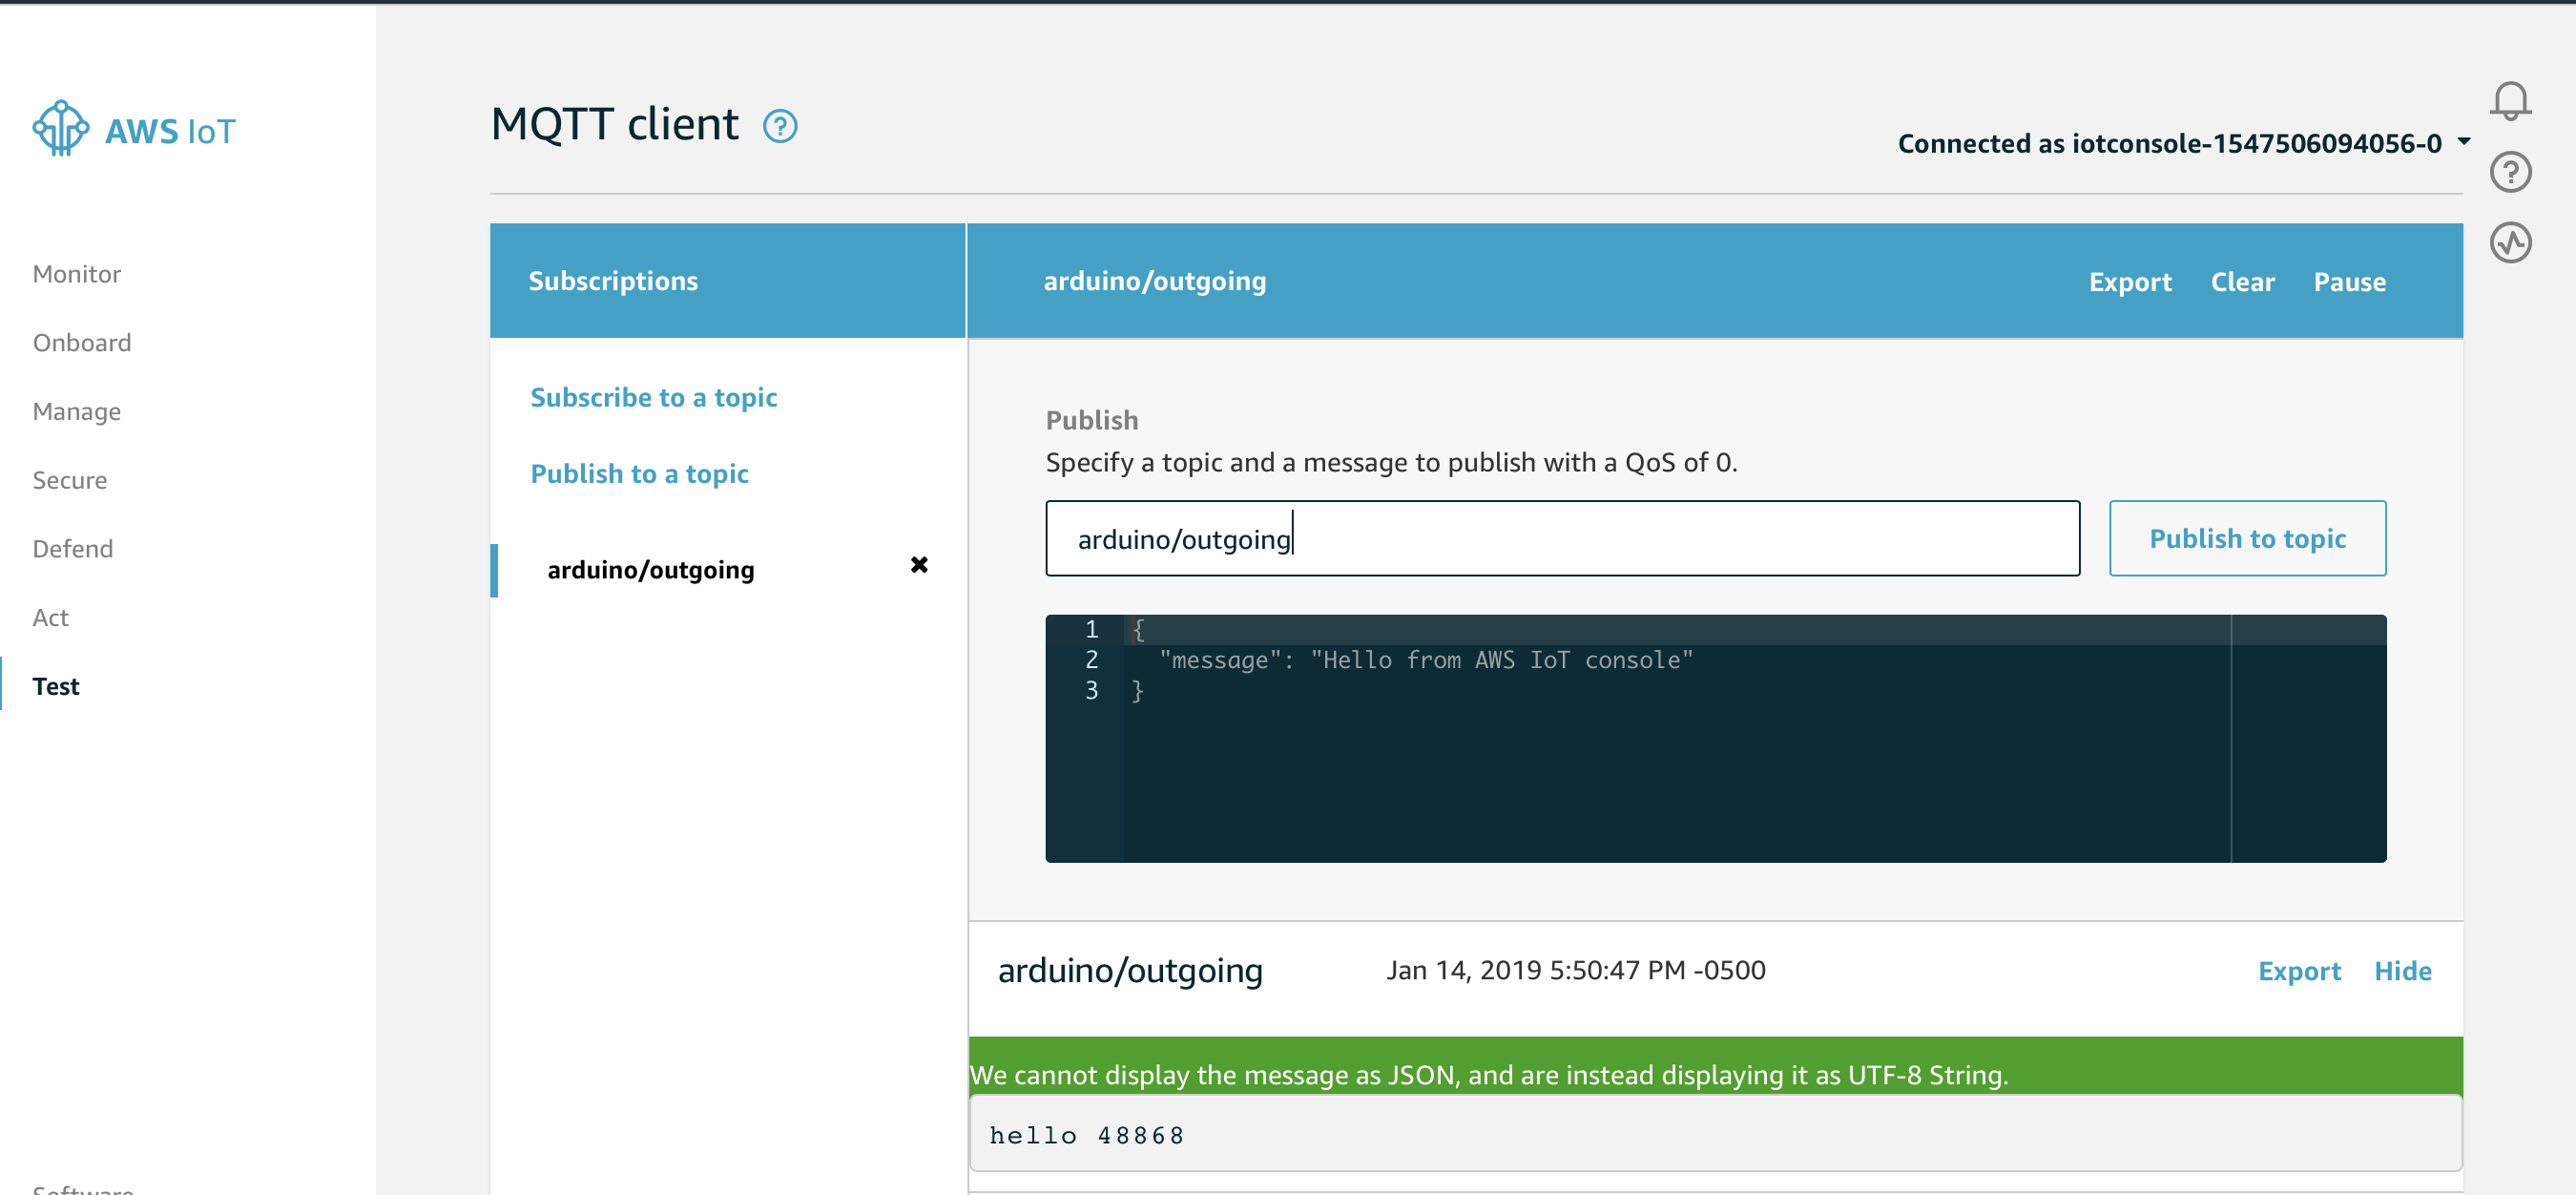 AWS IoT
Monitor
Onboard
Manage
Secure
Defend
Act
Test
Software
MQTT client ?
Connected as iotconsole-1547506094056-0
?
Subscriptions
Subscribe to a topic
Publish to a topic
arduino/outgoing
arduino/outgoing
Export Clear Pause
Publish
Specify a topic and a message to publish with a QoS of 0.
arduino/outgoing
Publish to topic
1 {
2 "message": "Hello from AWS IoT console"
3 }
arduino/outgoing Jan 14, 2019 5:50:47 PM -0500 Export Hide
We cannot display the message as JSON, and are instead displaying it as UTF-8 String.
hello 48868